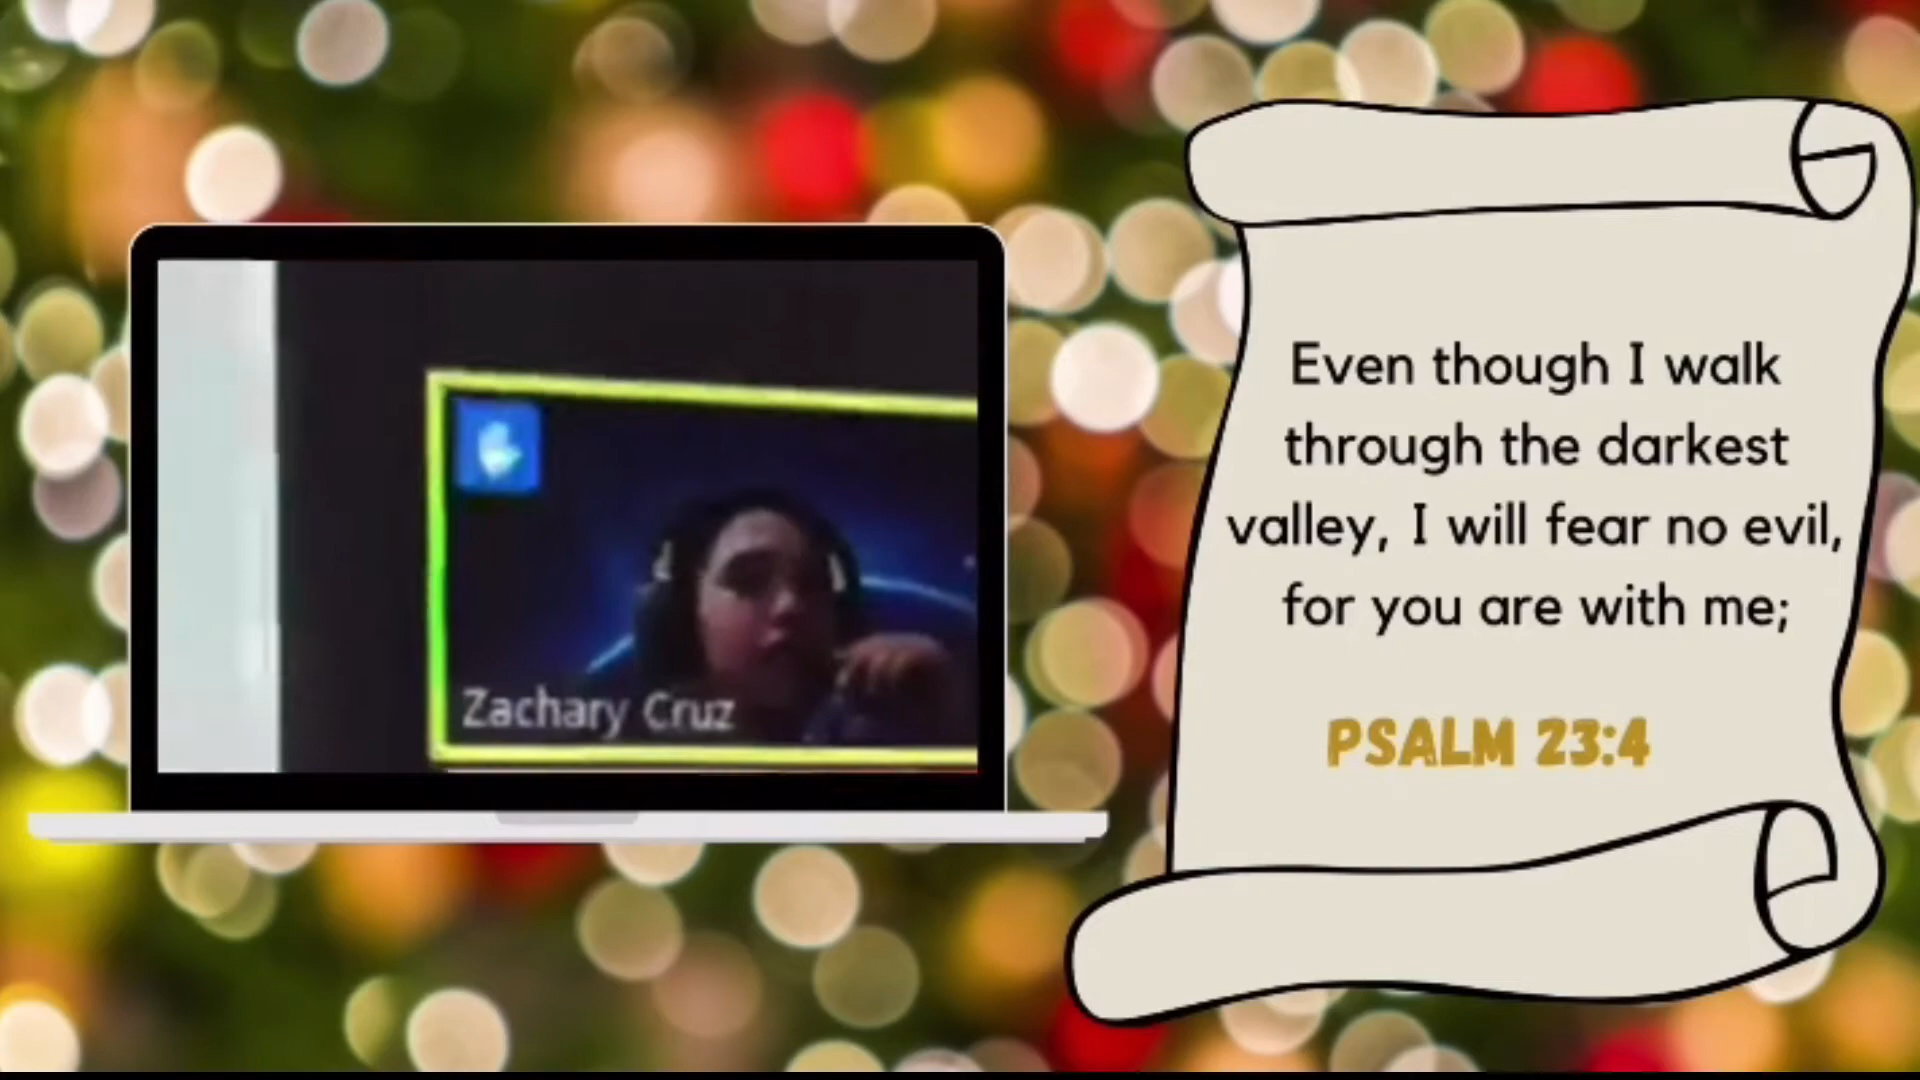 Zachary Cruz
Even though I walk
through the darkest
valley, I will fear no evil,
for you are with me;
PSALM 23:4